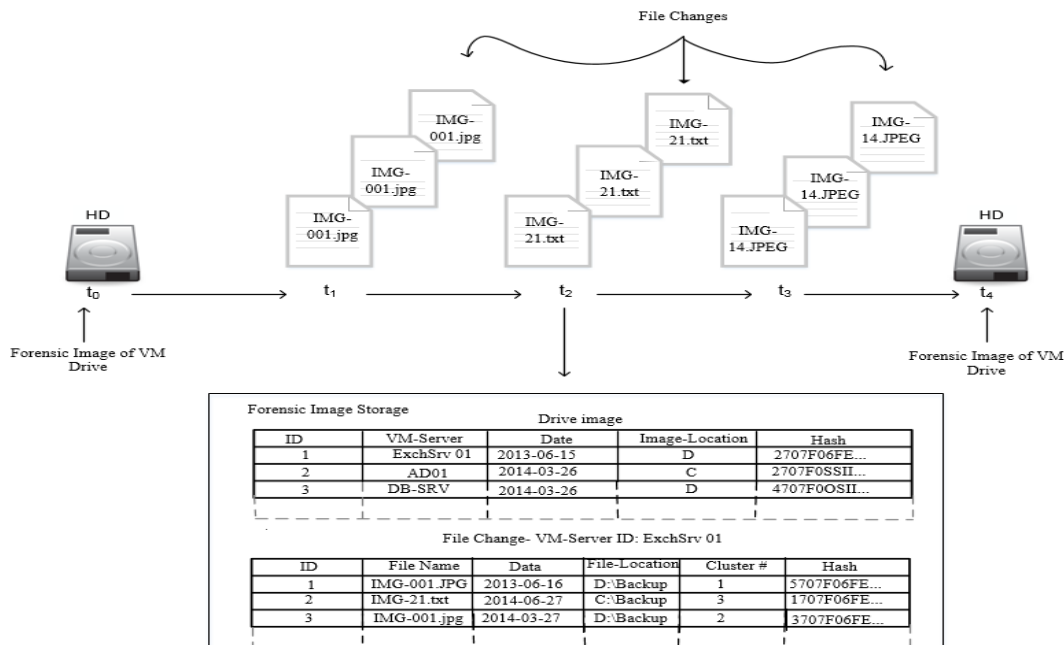 File Changes
IMG-
001.jpg
IMG-
001.jpg
IMG-
001.jpg
IMG-
21.txt
IMG-
21.txt
IMG-
21.txt
IMG-
14.JPEG
IMG-
14.JPEG
IMG-
14.JPEG
HD
HD
t0
t1
t2
t3
t4
Forensic Image of VM
Drive
Forensic Image of VM
Drive
Forensic Image Storage
Drive image
ID VM-Server Date Image-Location Hash
1 ExchSrv 01 2013-06-15 D 2707F06FE...
2 AD01 2014-03-26 C 2707F0SSII...
3 DB-SRV 2014-03-26 D 4707F0OSII...
File Change- VM-Server ID: ExchSrv 01
ID File Name Data File-Location Cluster # Hash
1 IMG-001.JPG 2013-06-16 D:\Backup 1 5707F06FE...
2 IMG-21.txt 2014-06-27 C:\Backup 3 1707F06FE...
3 IMG-001.jpg 2014-03-27 D:\Backup 2 3707F06FE...